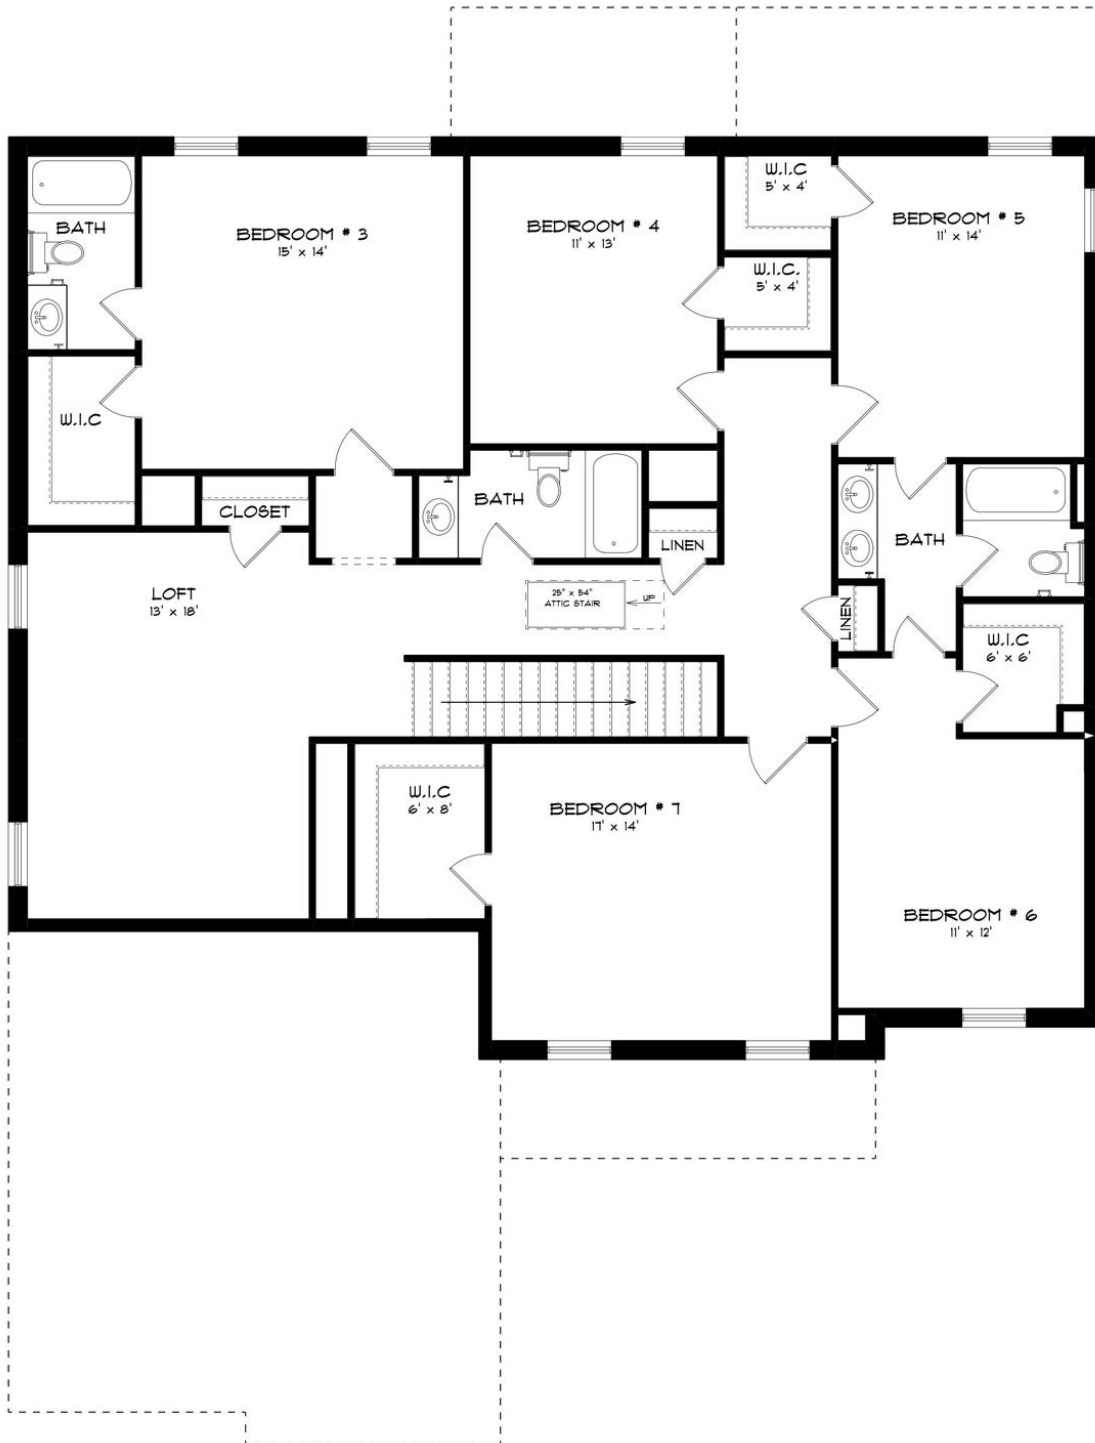 W.I.C
5' x 4'
BEDROOM # 5
11' x 14'
BATH
BEDROOM # 3
15' x 14'
BEDROOM # 4
11' x 13'
W.I.C.
5' x 4'
W.I.C
CLOSET
BATH
LINEN
BATH
LOFT
13' x 18'
25" x 54"
ATTIC STAIR
UP
LINEN
W.I.C
6' x 6'
W.I.C
6' x 8'
BEDROOM # 7
17' x 14'
BEDROOM # 6
11' x 12'